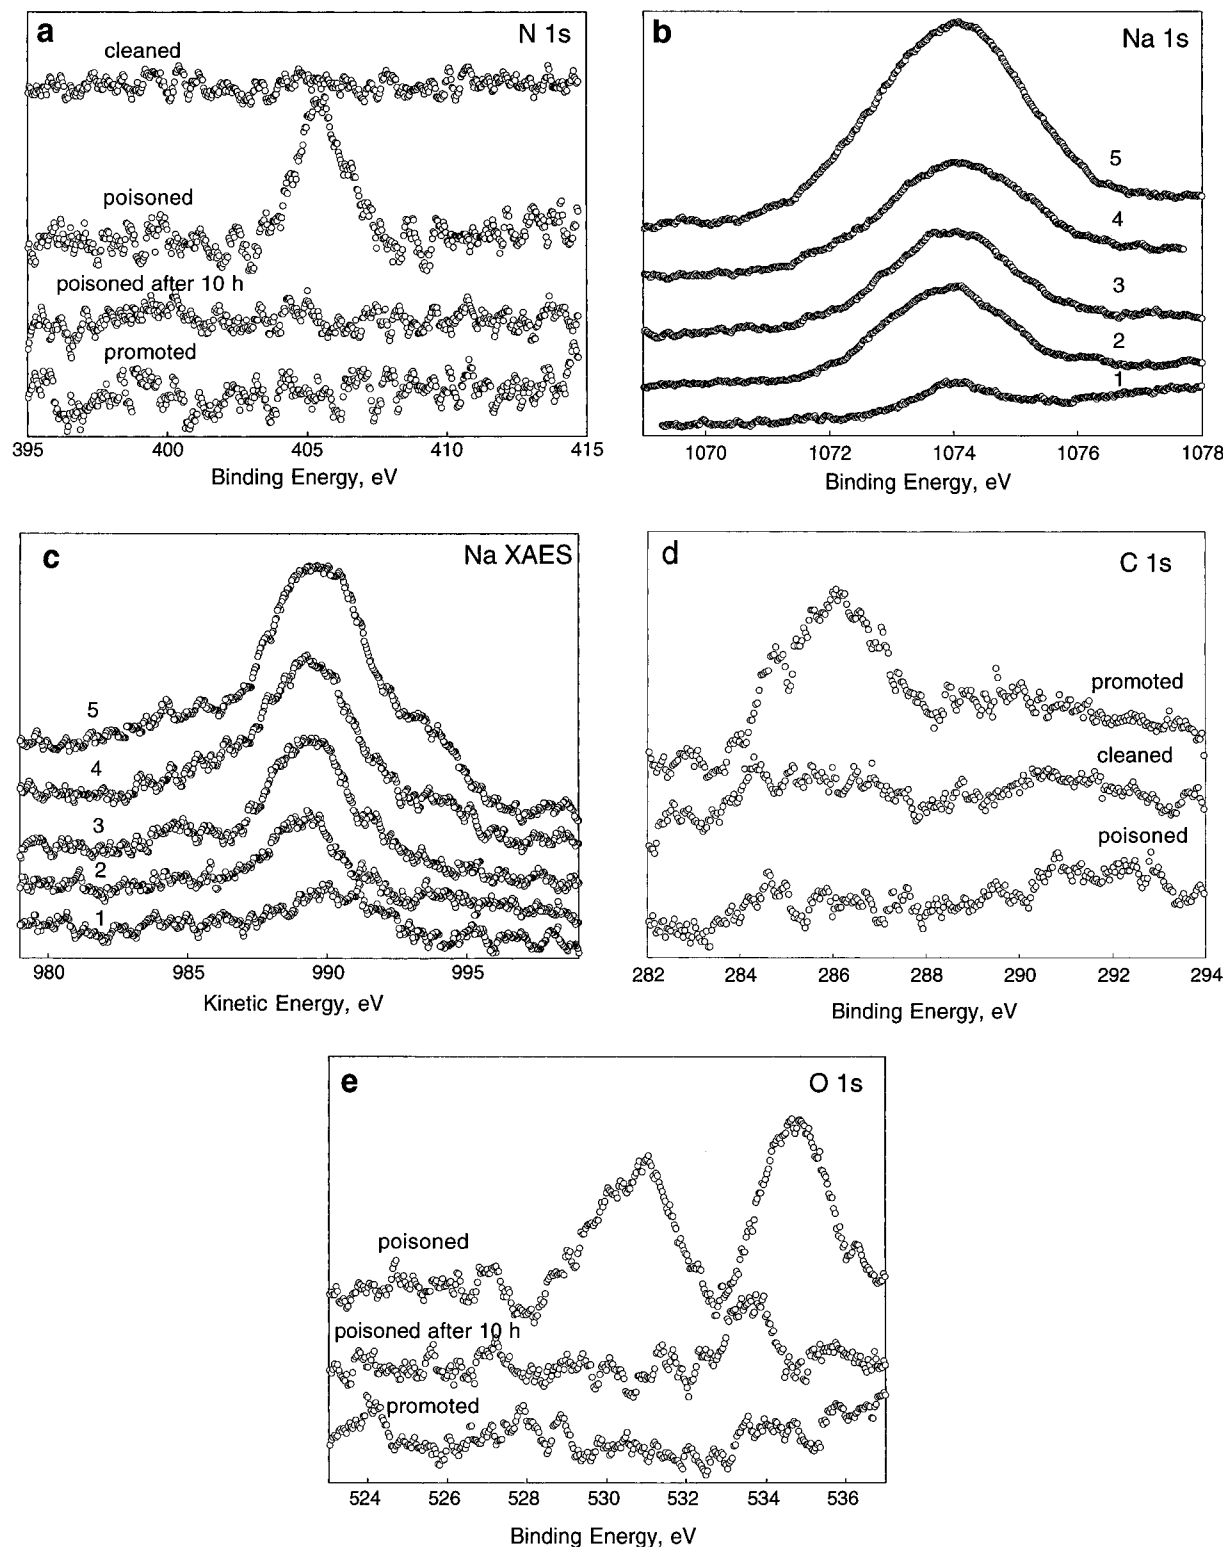 a
N 1s
cleaned
poisoned
poisoned after 10 h
promoted
395 400 405 410 415
Binding Energy, eV
b
Na 1s
5
4
3
2
1
1070 1072 1074 1076 1078
Binding Energy, eV
c
Na XAES
5
4
3
2
1
980 985 990 995
Kinetic Energy, eV
d
C 1s
promoted
cleaned
poisoned
282 284 286 288 290 292 294
Binding Energy, eV
e
O 1s
poisoned
poisoned after 10 h
promoted
524 526 528 530 532 534 536
Binding Energy, eV